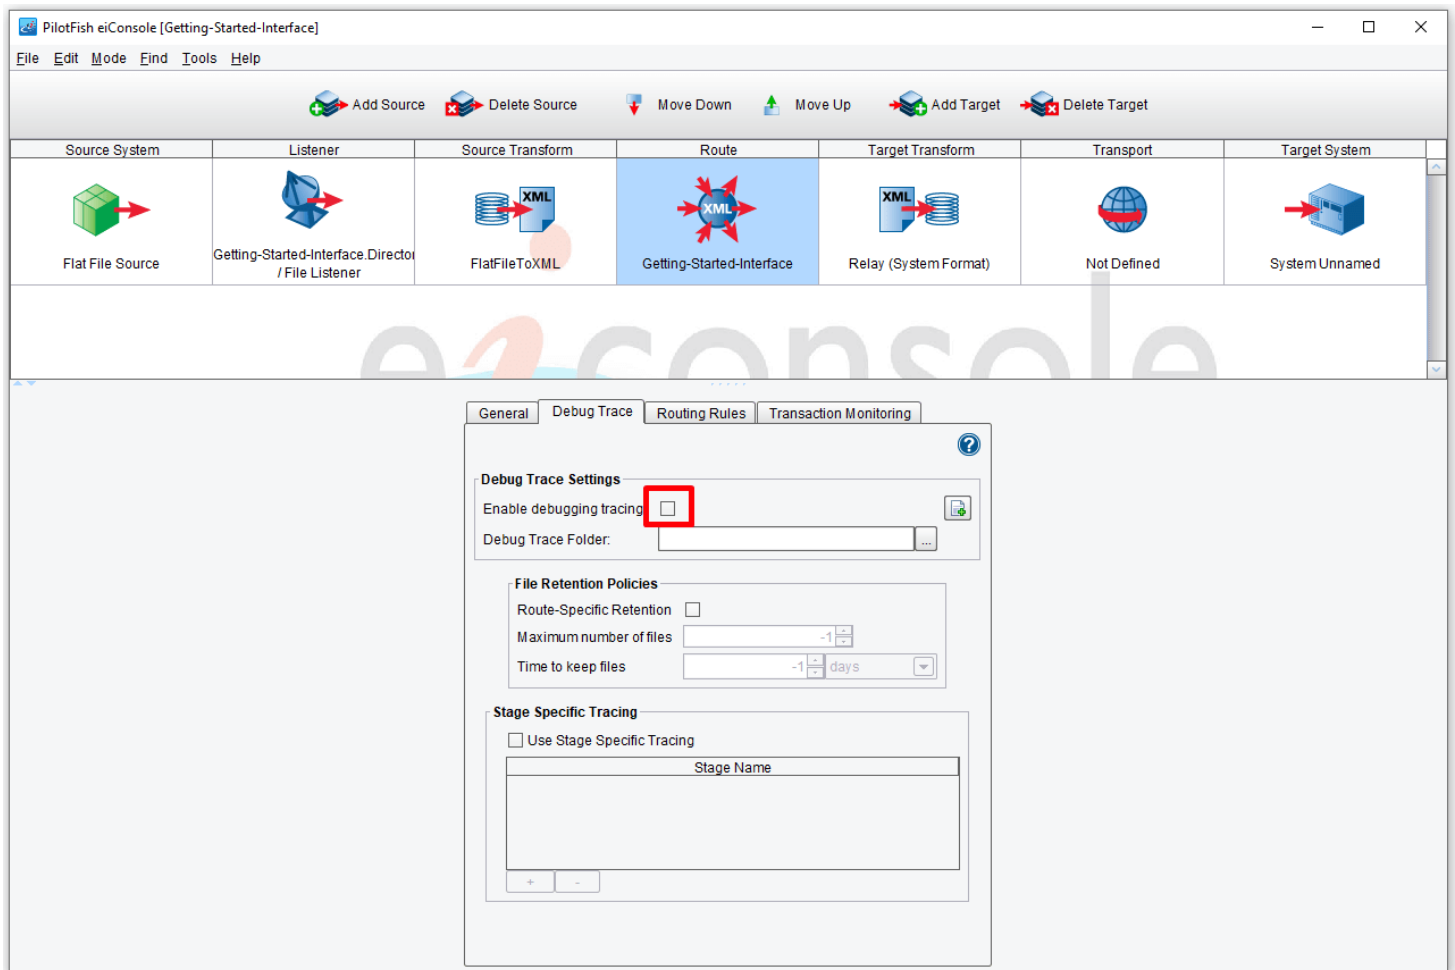 PilotFish eiConsole [Getting-Started-Interface]
File Edit Mode Find Tools Help
Add Source Delete Source Move Down Move Up Add Target Delete Target
Source System Listener Source Transform Route Target Transform Transport Target System
XML XML XML
Flat File Source Getting-Started-Interface.Director FlatFileToXML Getting-Started-Interface Relay (System Format) Not Defined System Unnamed
/ File Listener
eiconsole
General Debug Trace Routing Rules Transaction Monitoring
?
Debug Trace Settings
Enable debugging tracing
Debug Trace Folder: ...
File Retention Policies
Route-Specific Retention
Maximum number of files -1
Time to keep files -1 days
Stage Specific Tracing
Use Stage Specific Tracing
Stage Name
+ -